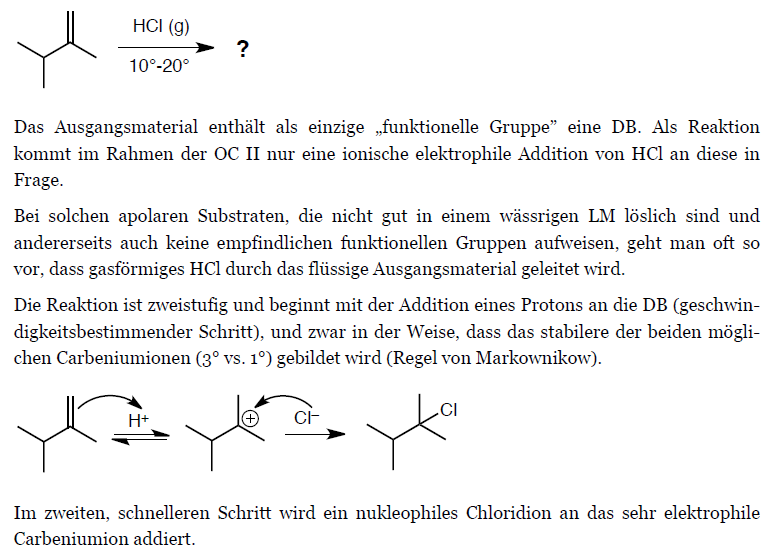 HCl (g)
10°-20°
?
Das Ausgangsmaterial enthält als einzige „funktionelle Gruppe” eine DB. Als Reaktion
kommt im Rahmen der OC II nur eine ionische elektrophile Addition von HCl an diese in
Frage.
Bei solchen apolaren Substraten, die nicht gut in einem wässrigen LM löslich sind und
andererseits auch keine empfindlichen funktionellen Gruppen aufweisen, geht man oft so
vor, dass gasförmiges HCl durch das flüssige Ausgangsmaterial geleitet wird.
Die Reaktion ist zweistufig und beginnt mit der Addition eines Protons an die DB (geschwin-
digkeitsbestimmender Schritt), und zwar in der Weise, dass das stabilere der beiden mögli-
chen Carbeniumionen (3° vs. 1°) gebildet wird (Regel von Markownikow).
H+ + Cl− Cl
Im zweiten, schnelleren Schritt wird ein nukleophiles Chloridion an das sehr elektrophile
Carbeniumion addiert.